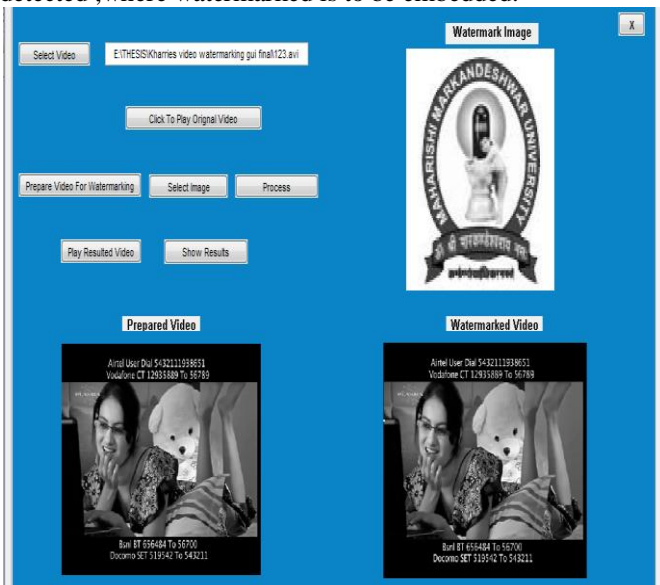 detected ,where watermarked is to be embedded.
Watermark Image
X
Select Video
E:\THESIS\Kharries video watermarking gui final\123.avi
Click To Play Orignal Video
MAHARISHI MARKANDESHWAR UNIVERSITY
Prepare Video For Watermarking
Select Image
Process
Play Resulted Video
Show Results
Prepared Video
Watermarked Video
Airtel User Dial 5432111938651
Vodafone CT 12935889 To 56789
Bsnl BT 656484 To 56700
Docomo SET 519542 To 543211
Airtel User Dial 5432111938651
Vodafone CT 12935889 To 56789
Bsnl BT 656484 To 56700
Docomo SET 519542 To 543211